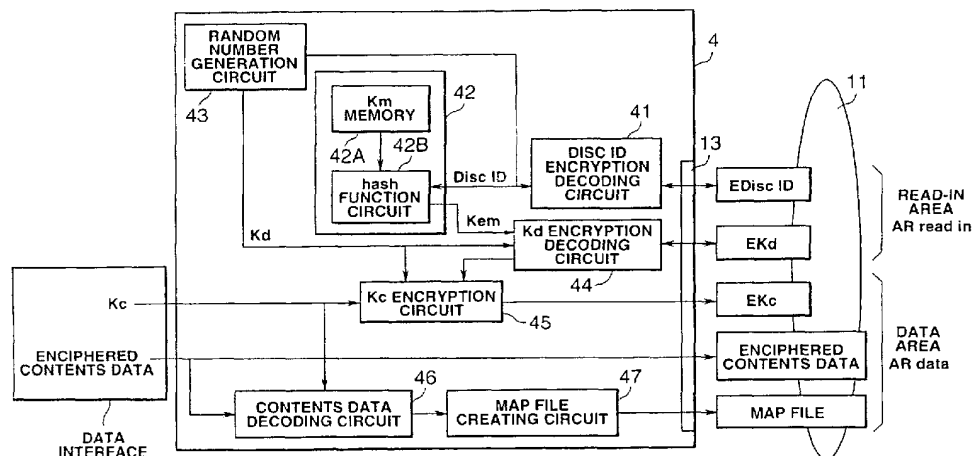 RANDOM
NUMBER
GENERATION
CIRCUIT
43
Km
MEMORY
42
42A
42B
hash
FUNCTION
CIRCUIT
Disc ID
Kem
Kd
4
41
DISC ID
ENCRYPTION
DECODING
CIRCUIT
13
11
EDisc ID
READ-IN
AREA
AR read in
Kd ENCRYPTION
DECODING
CIRCUIT
44
EKd
Kc
Kc ENCRYPTION
CIRCUIT
45
EKc
ENCIPHERED
CONTENTS DATA
ENCIPHERED
CONTENTS DATA
DATA
AREA
AR data
46
CONTENTS DATA
DECODING CIRCUIT
47
MAP FILE
CREATING CIRCUIT
MAP FILE
DATA
INTERFACE